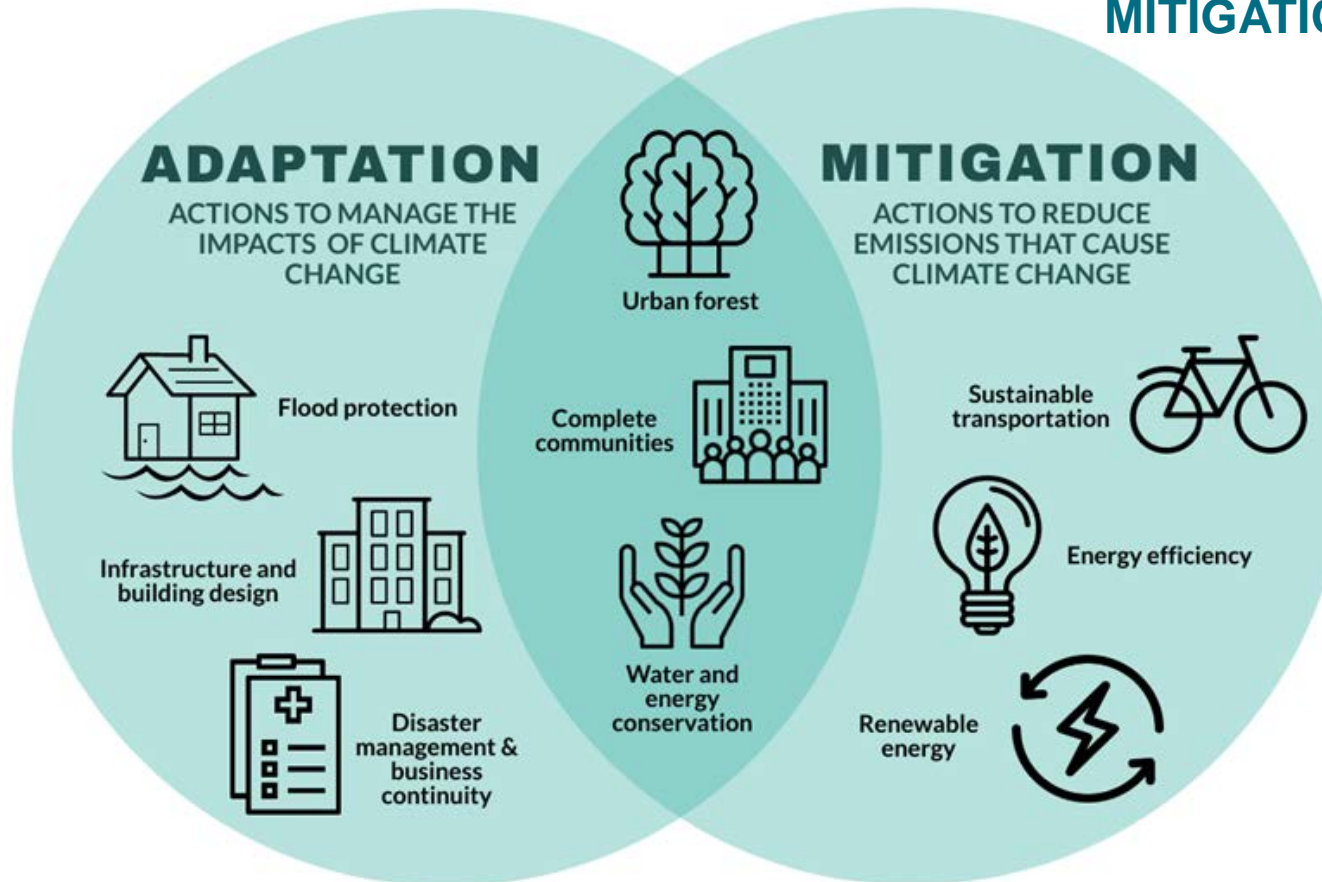 MITIGATIO
ADAPTATION
ACTIONS TO MANAGE THE
IMPACTS OF CLIMATE
CHANGE
Flood protection
Infrastructure and
building design
Disaster
management &
business
continuity
Urban forest
Complete
communities
Water and
energy
conservation
MITIGATION
ACTIONS TO REDUCE
EMISSIONS THAT CAUSE
CLIMATE CHANGE
Sustainable
transportation
Energy efficiency
Renewable
energy